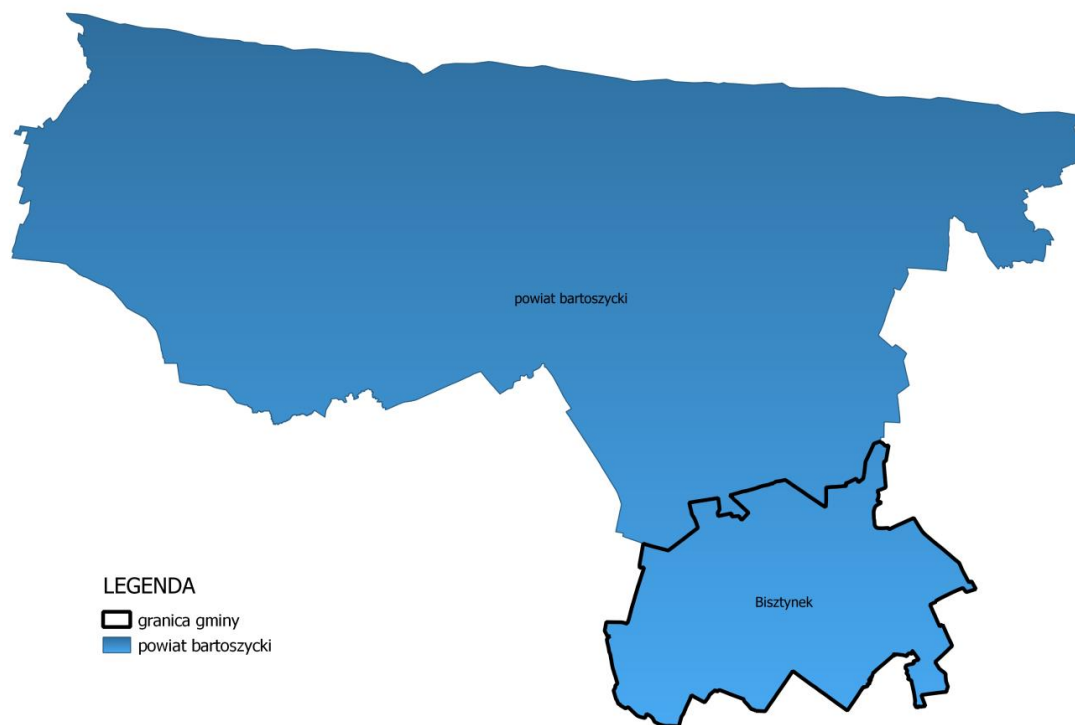 powiat bartoszycki
Bisztynek
LEGENDA
granica gminy
powiat bartoszycki